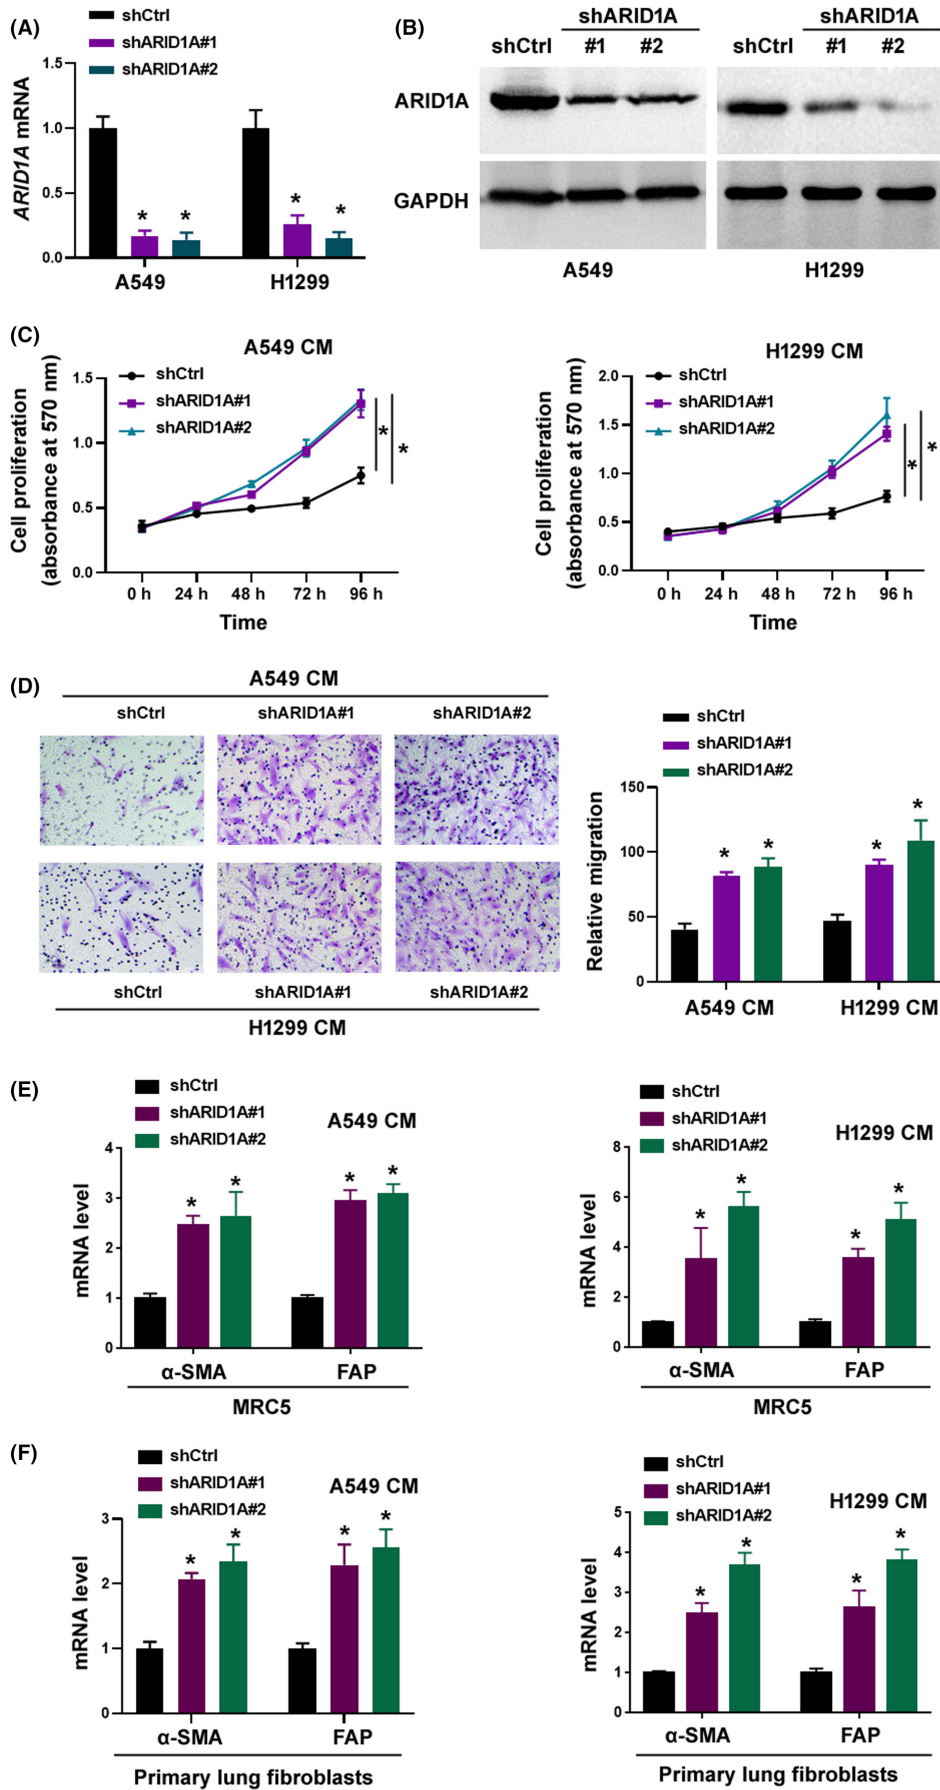 (A)
shCtrl
shARID1A#1
shARID1A#2
ARID1A mRNA
1.0
0.5
0.0
*
*
*
*
A549
H1299
(B)
shARID1A
shCtrl #1 #2
shARID1A
shCtrl #1 #2
ARID1A
GAPDH
A549
H1299
(C)
A549 CM
Cell proliferation
(absorbance at 570 nm)
shCtrl
shARID1A#1
shARID1A#2
1.5
1.0
0.5
0.0
*
*
0 h 24 h 48 h 72 h 96 h
Time
H1299 CM
Cell proliferation
(absorbance at 570 nm)
shCtrl
shARID1A#1
shARID1A#2
2.0
1.5
1.0
0.5
0.0
*
*
0 h 24 h 48 h 72 h 96 h
Time
(D)
A549 CM
shCtrl shARID1A#1 shARID1A#2
shCtrl shARID1A#1 shARID1A#2
H1299 CM
shCtrl
shARID1A#1
shARID1A#2
Relative migration
150
100
50
0
*
*
*
*
A549 CM H1299 CM
(E)
shCtrl
shARID1A#1
shARID1A#2
A549 CM
mRNA level
4
3
2
1
0
*
*
*
*
α-SMA FAP
MRC5
shCtrl
shARID1A#1
shARID1A#2
H1299 CM
mRNA level
8
6
4
2
0
*
*
*
*
α-SMA FAP
MRC5
(F)
shCtrl
shARID1A#1
shARID1A#2
A549 CM
mRNA level
3
2
1
0
*
*
*
*
α-SMA FAP
Primary lung fibroblasts
shCtrl
shARID1A#1
shARID1A#2
H1299 CM
mRNA level
5
4
3
2
1
0
*
*
*
*
α-SMA FAP
Primary lung fibroblasts